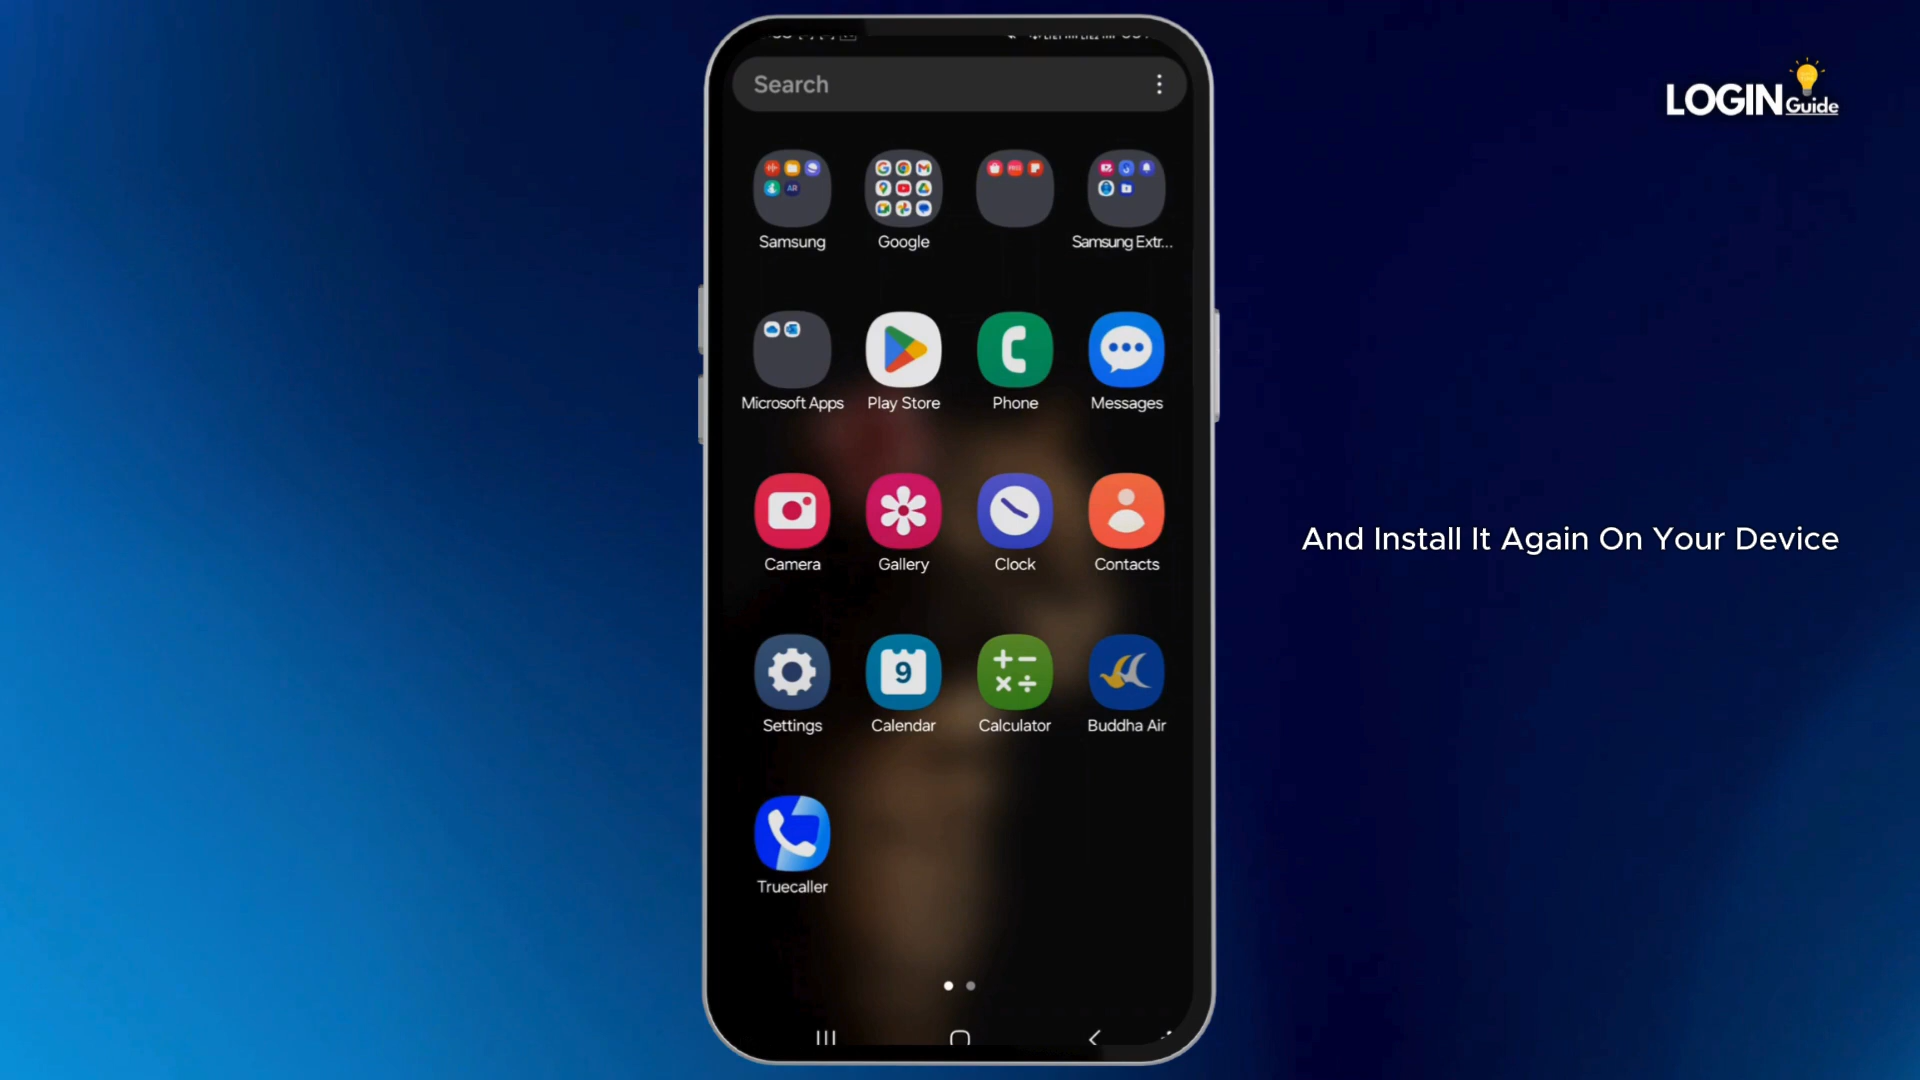 Search
LOGIN Guide
Samsung
Google
Samsung Extr...
Microsoft Apps
Play Store
Phone
Messages
Camera
Gallery
Clock
Contacts
And Install It Again On Your Device
Settings
9
Calendar
Calculator
Buddha Air
Truecaller